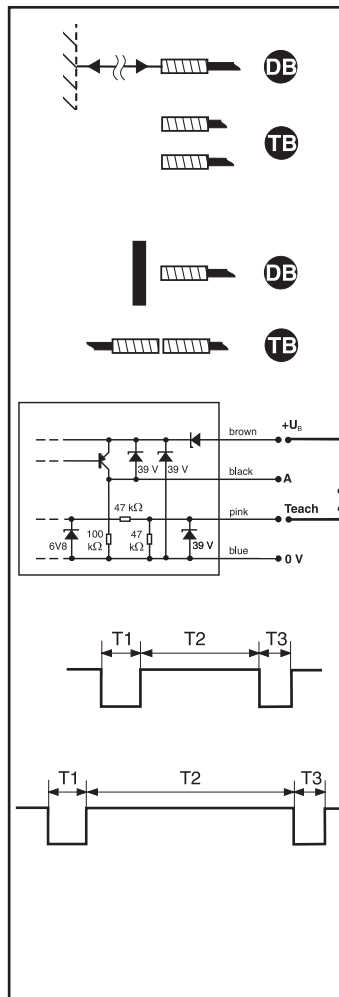 DB
TB
DB
TB
brown +U_B
39 V 39 V
black A
47 kΩ pink Teach
6V8 100 kΩ 47 kΩ 39 V blue 0 V
T1 T2 T3
T1 T2 T3